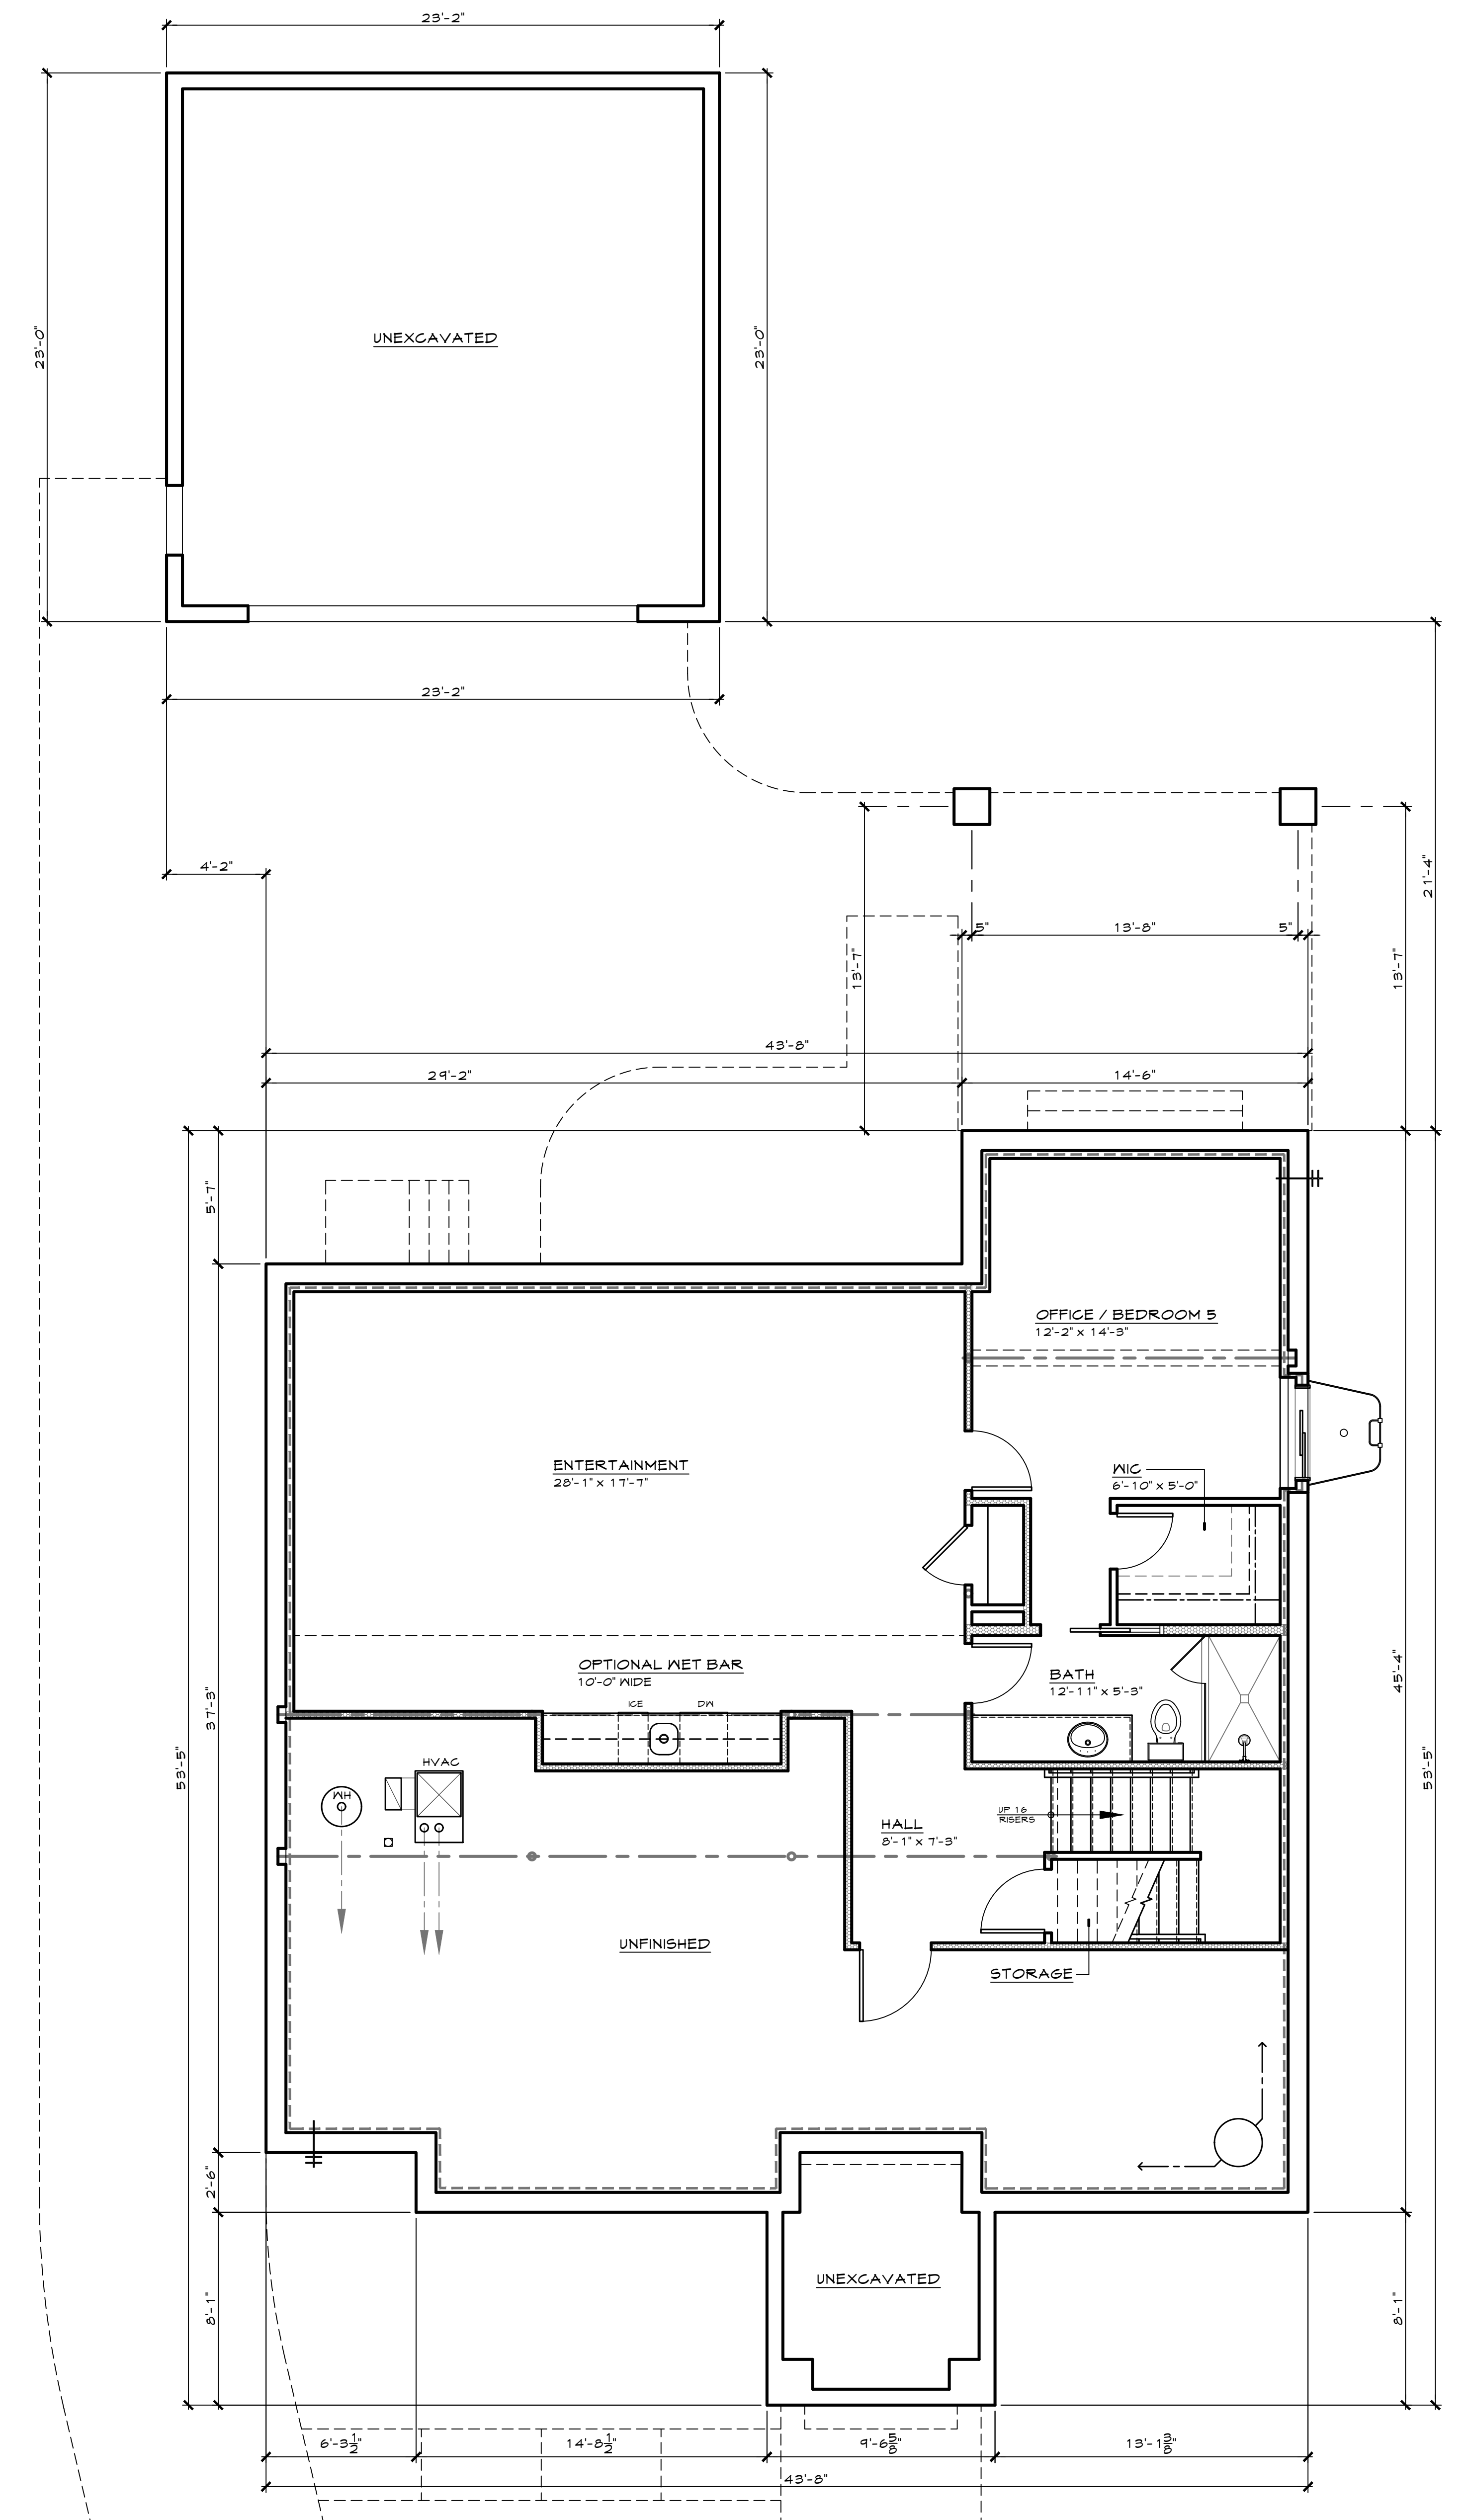 23'-2"
UNEXCAVATED
23'-0"
23'-0"
23'-2"
4'-2"
21'-4"
5"
13'-8"
5"
13'-7"
13'-7"
43'-8"
29'-2"
14'-6"
5'-7"
OFFICE / BEDROOM 5
12'-2" x 14'-3"
ENTERTAINMENT
28'-1" x 17'-7"
WIC
6'-10" x 5'-0"
OPTIONAL WET BAR
10'-0" WIDE
ICE
DW
BATH
12'-11" x 5'-3"
37'-3"
45'-4"
53'-5"
53'-5"
HVAC
HW
UP 16
RISERS
HALL
8'-1" x 7'-3"
UNFINISHED
STORAGE
2'-6"
UNEXCAVATED
8'-1"
8'-1"
6'-3 1/2"
14'-8 1/2"
9'-6 5/8"
13'-1 3/8"
43'-8"